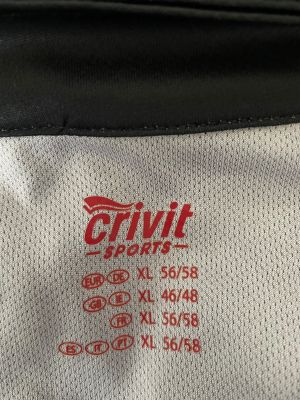 crivit
SPORTS
EUR DE XL 56/58
GB IE XL 46/48
FR XL 56/58
ES IT PT XL 56/58